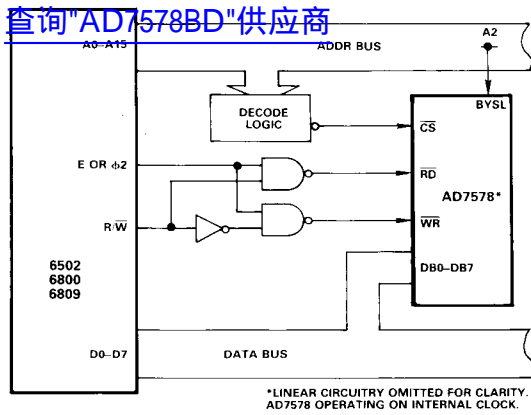 查询"AD7578BD"供应商
A0–A15
ADDR BUS
A2
BYSL
DECODE
LOGIC
CS
E OR ϕ2
RD
AD7578*
R/W
WR
6502
6800
6809
DB0–DB7
D0–D7
DATA BUS
*LINEAR CIRCUITRY OMITTED FOR CLARITY.
AD7578 OPERATING ON INTERNAL CLOCK.